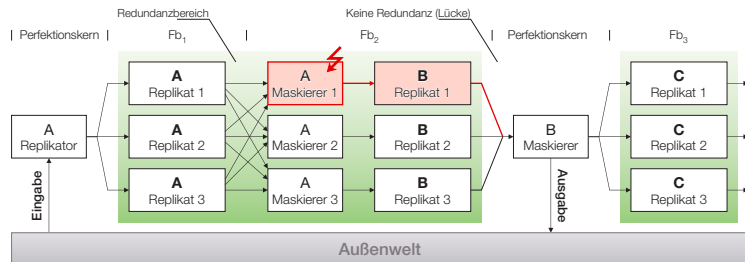 Redundanzbereich
Keine Redundanz (Lücke)
Perfektionskern
Fb1
Fb2
Perfektionskern
Fb3
A
Replikator
A
Replikat 1
A
Replikat 2
A
Replikat 3
A
Maskierer 1
A
Maskierer 2
A
Maskierer 3
B
Replikat 1
B
Replikat 2
B
Replikat 3
B
Maskierer
C
Replikat 1
C
Replikat 2
C
Replikat 3
Eingabe
Ausgabe
Außenwelt